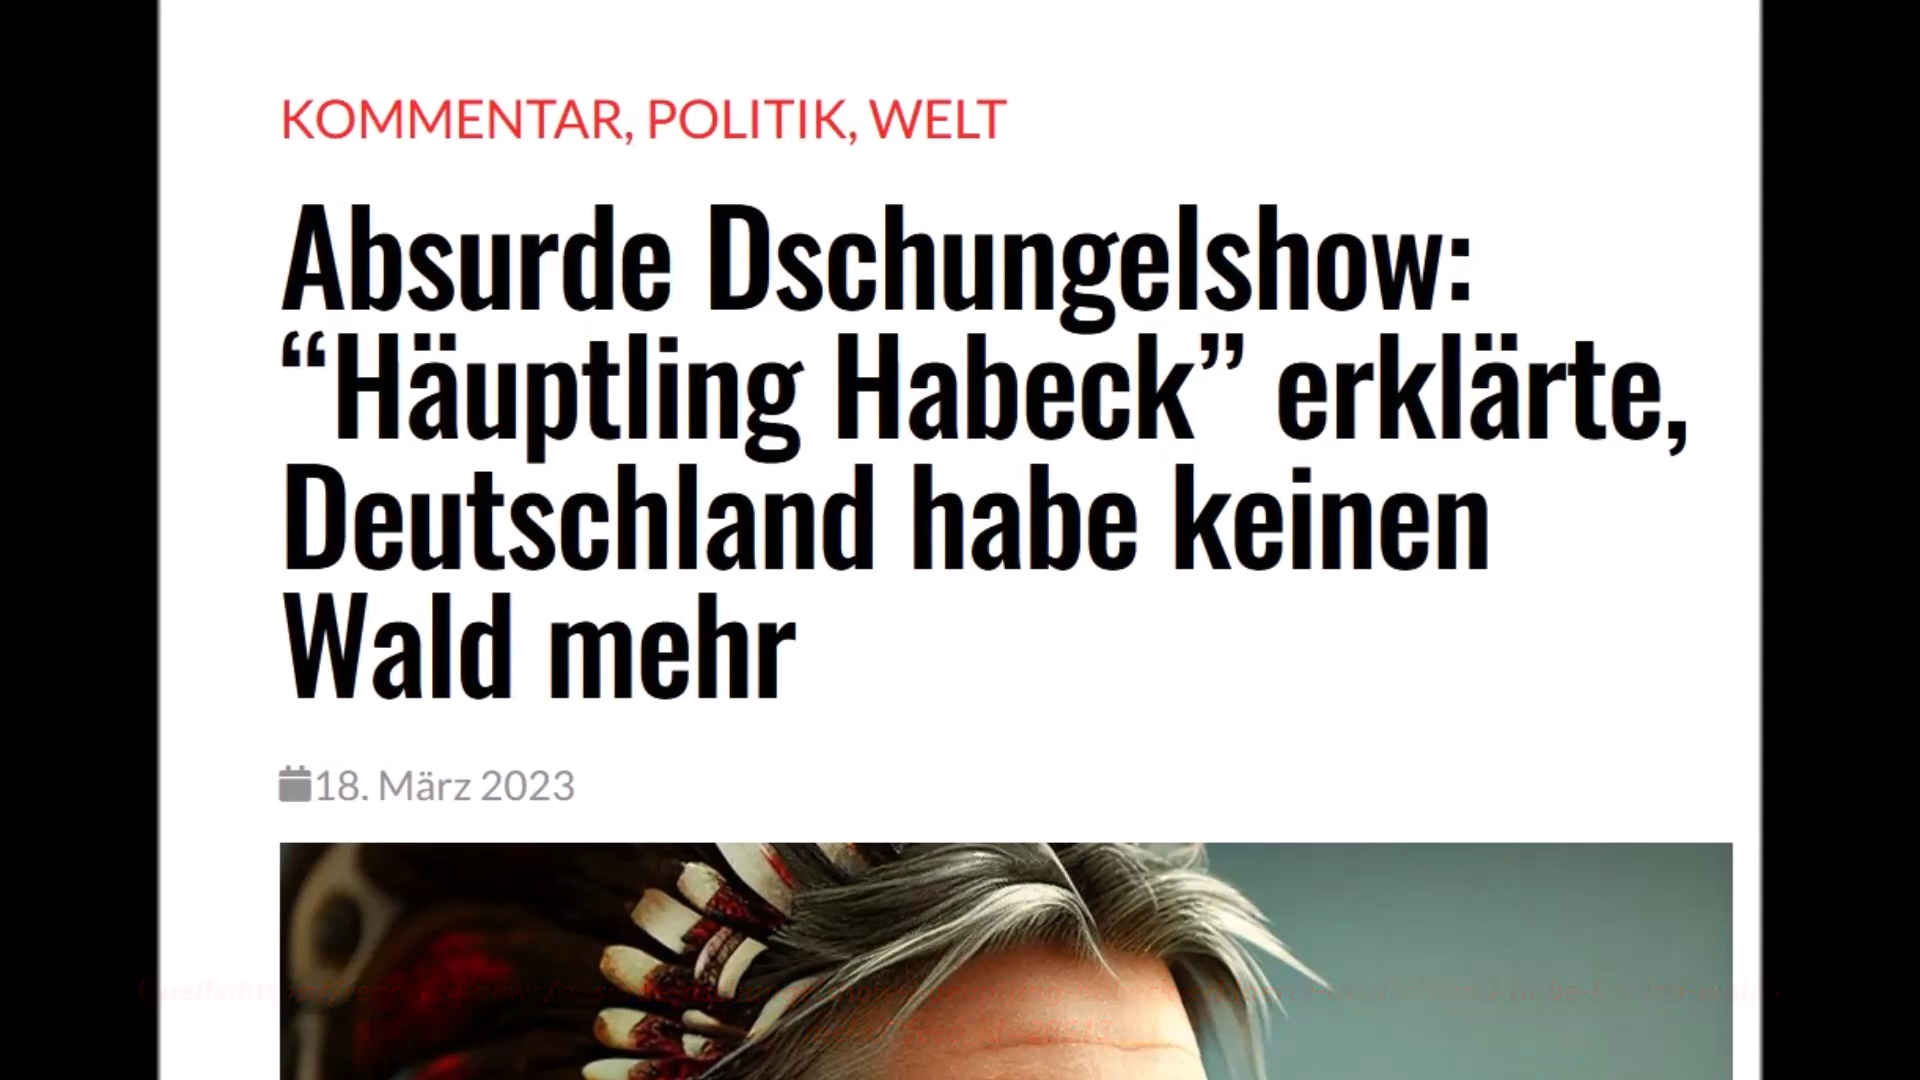 KOMMENTAR, POLITIK, WELT
Absurde Dschungelshow:
“Häuptling Habeck” erklärte,
Deutschland habe keinen
Wald mehr
18. März 2023